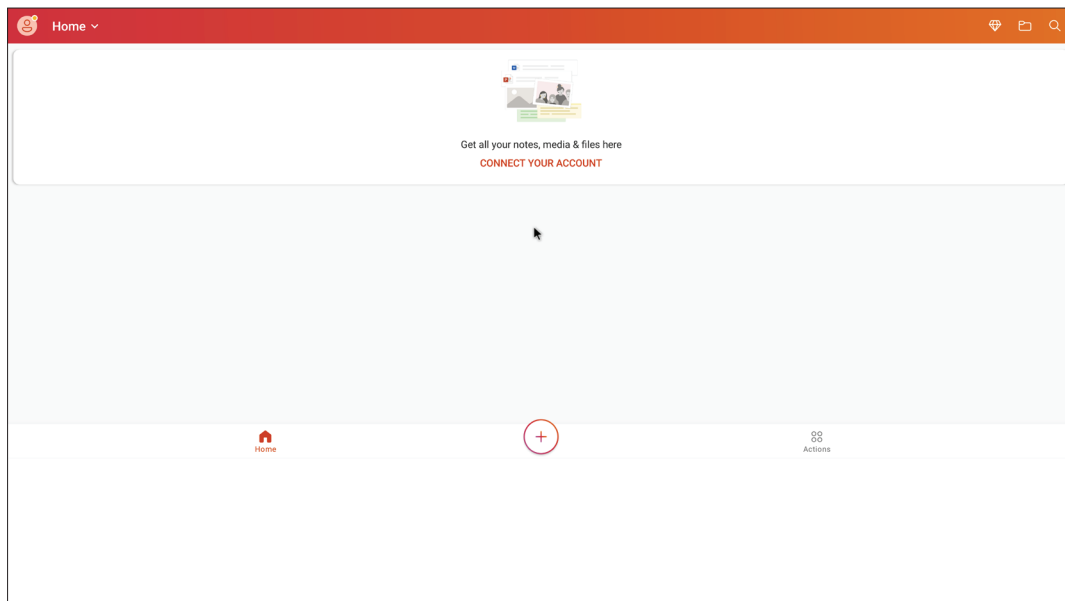 Home
Get all your notes, media & files here
CONNECT YOUR ACCOUNT
Home
Actions